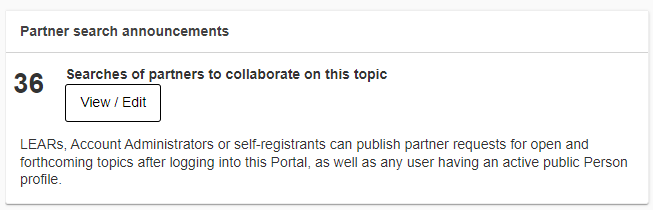 Partner search announcements
36
Searches of partners to collaborate on this topic
View / Edit
LEARs, Account Administrators or self-registrants can publish partner requests for open and
forthcoming topics after logging into this Portal, as well as any user having an active public Person
profile.